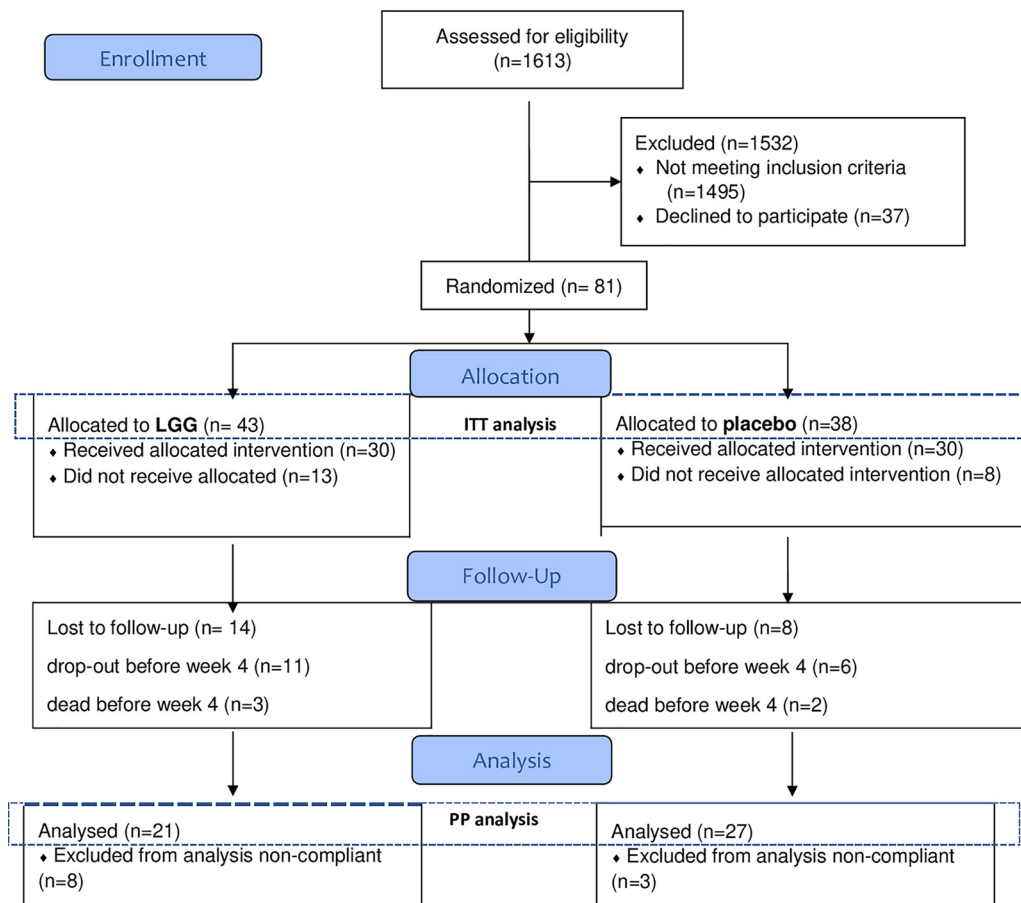 Enrollment
Assessed for eligibility
(n=1613)
Excluded (n=1532)
♦ Not meeting inclusion criteria
(n=1495)
♦ Declined to participate (n=37)
Randomized (n= 81)
Allocation
Allocated to LGG (n= 43)
♦ Received allocated intervention (n=30)
♦ Did not receive allocated (n=13)
ITT analysis
Allocated to placebo (n=38)
♦ Received allocated intervention (n=30)
♦ Did not receive allocated intervention (n=8)
Follow-Up
Lost to follow-up (n= 14)
drop-out before week 4 (n=11)
dead before week 4 (n=3)
Lost to follow-up (n=8)
drop-out before week 4 (n=6)
dead before week 4 (n=2)
Analysis
Analysed (n=21)
♦ Excluded from analysis non-compliant
(n=8)
PP analysis
Analysed (n=27)
♦ Excluded from analysis non-compliant
(n=3)